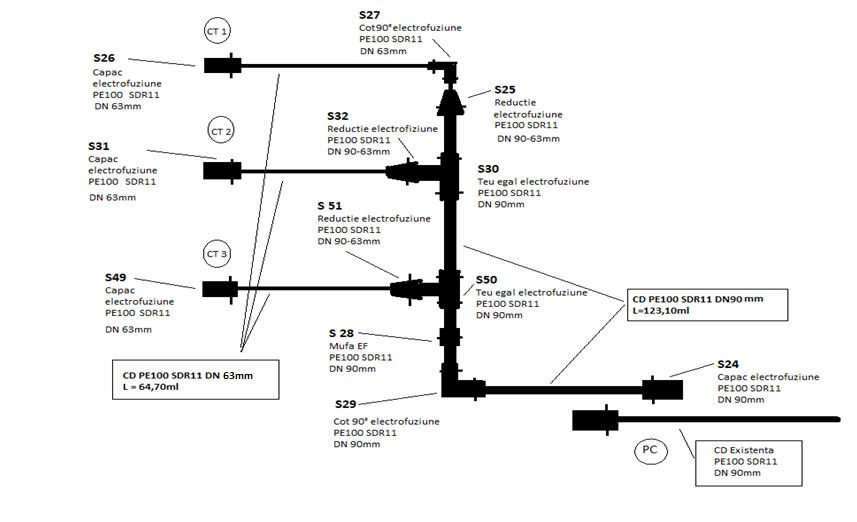 S27
Cot90° electrofuziune
PE100 SDR11
DN 63mm
CT 1
S26
Capac
electrofuziune
PE100 SDR11
DN 63mm
S25
Reductie
electrofuziune
PE100 SDR11
DN 90-63mm
S32
Reductie electrofiziune
PE100 SDR11
DN 90-63mm
CT 2
S31
Capac
electrofuziune
PE100 SDR11
DN 63mm
S30
Teu egal electrofuziune
PE100 SDR11
DN 90mm
S 51
Reductie electrofuziune
PE100 SDR11
DN 90-63mm
CT 3
S49
Capac
electrofuziune
PE100 SDR11
DN 63mm
S50
Teu egal electrofuziune
PE100 SDR11
DN 90mm
CD PE100 SDR11 DN90 mm
L=123,10ml
S 28
Mufa EF
PE100 SDR11
DN 90mm
CD PE100 SDR11 DN 63mm
L = 64,70ml
S24
Capac electrofuziune
PE100 SDR11
DN 90mm
S29
Cot 90° electrofuziune
PE100 SDR11
DN 90mm
PC
CD Existenta
PE100 SDR11
DN 90mm